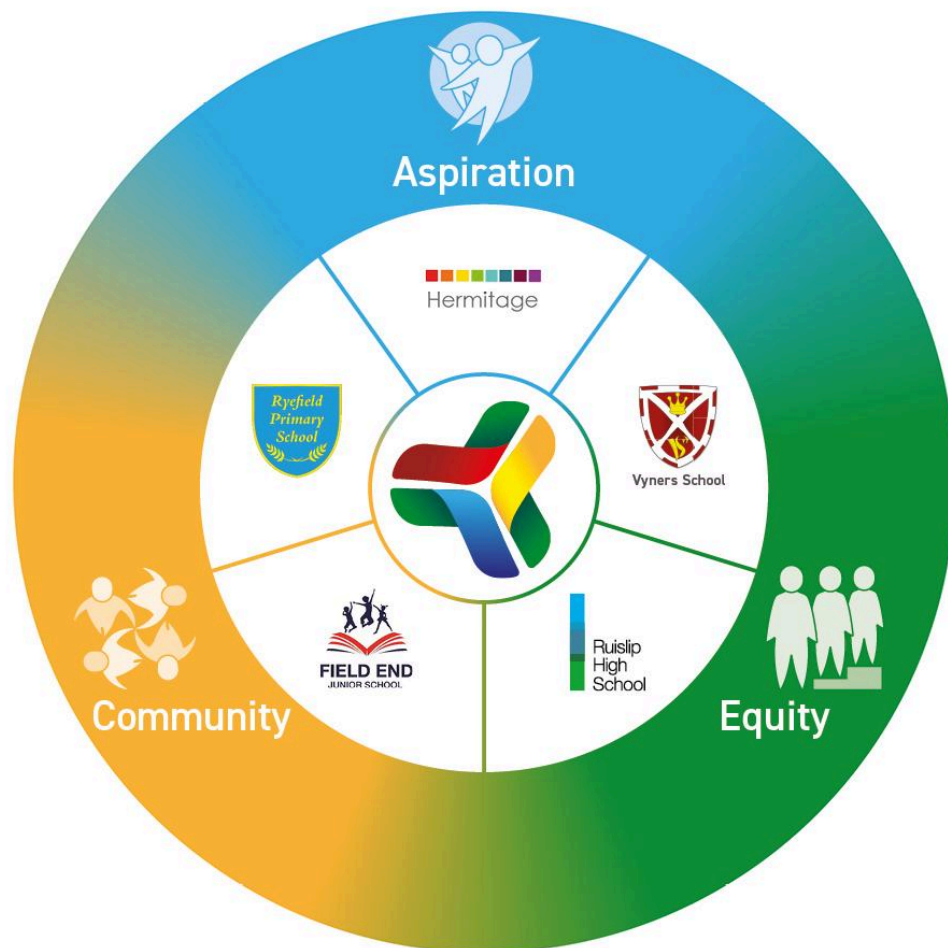 Aspiration
Hermitage
Ryefield
Primary
School
Vyners School
FIELD END
JUNIOR SCHOOL
Ruislip
High
School
Community
Equity